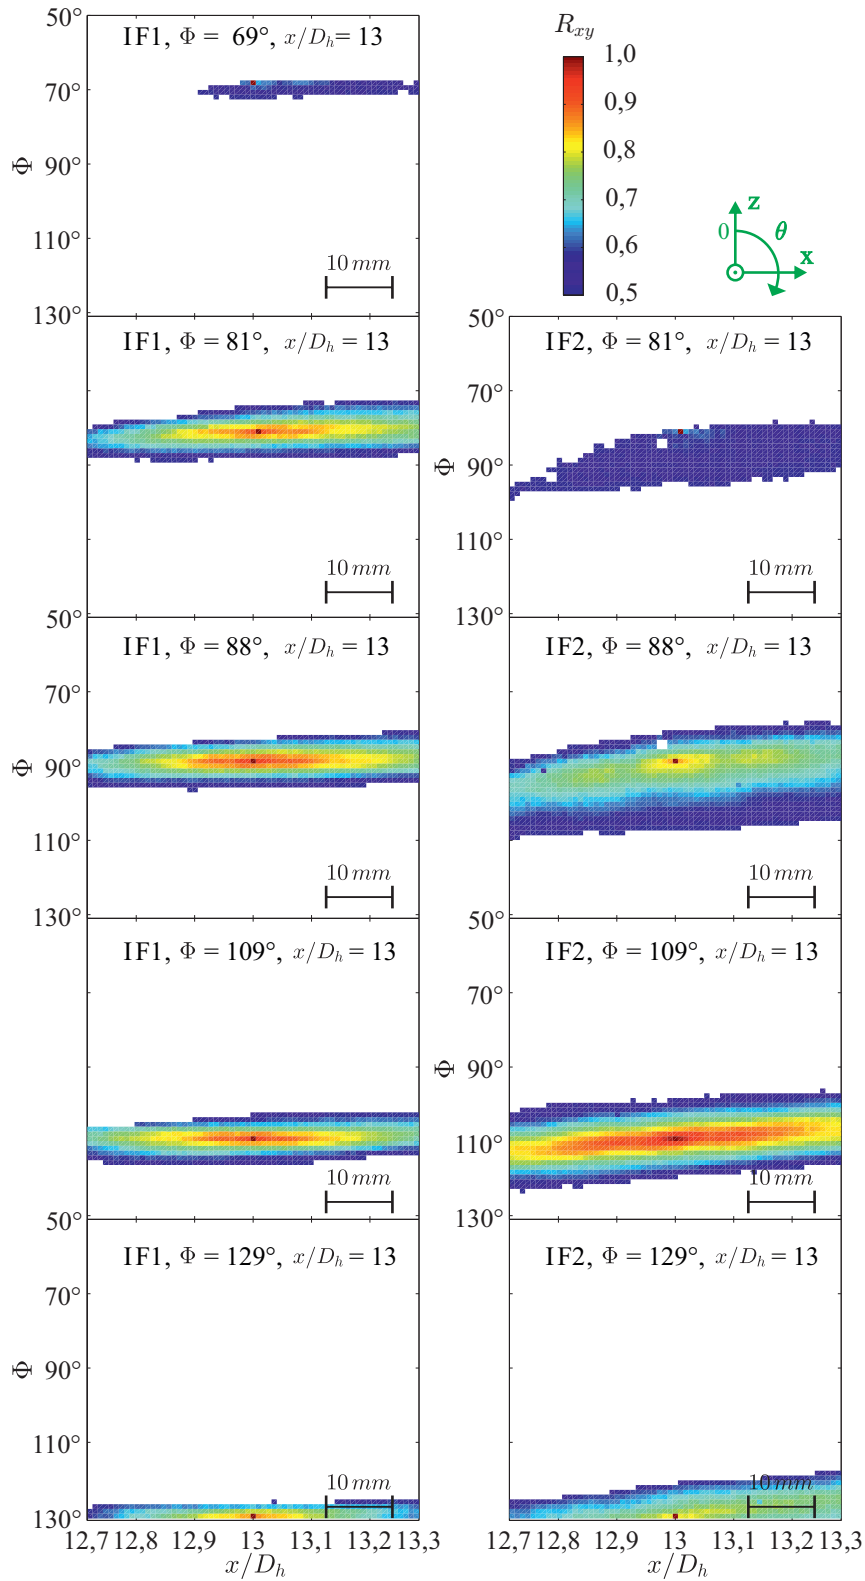 IF1, Φ = 69°, x/D_h = 13
50°
70°
90°
110°
130°
Φ
10 mm
R_xy
1,0
0,9
0,8
0,7
0,6
0,5
z
0
θ
x
IF1, Φ = 81°, x/D_h = 13
50°
10 mm
IF2, Φ = 81°, x/D_h = 13
50°
70°
90°
110°
130°
Φ
10 mm
IF1, Φ = 88°, x/D_h = 13
70°
90°
110°
130°
Φ
10 mm
IF2, Φ = 88°, x/D_h = 13
50°
10 mm
IF1, Φ = 109°, x/D_h = 13
50°
10 mm
IF2, Φ = 109°, x/D_h = 13
70°
90°
110°
130°
Φ
10 mm
IF1, Φ = 129°, x/D_h = 13
70°
90°
110°
130°
Φ
10 mm
12,7 12,8 12,9 13 13,1 13,2 13,3
x/D_h
IF2, Φ = 129°, x/D_h = 13
10 mm
12,7 12,8 12,9 13 13,1 13,2 13,3
x/D_h